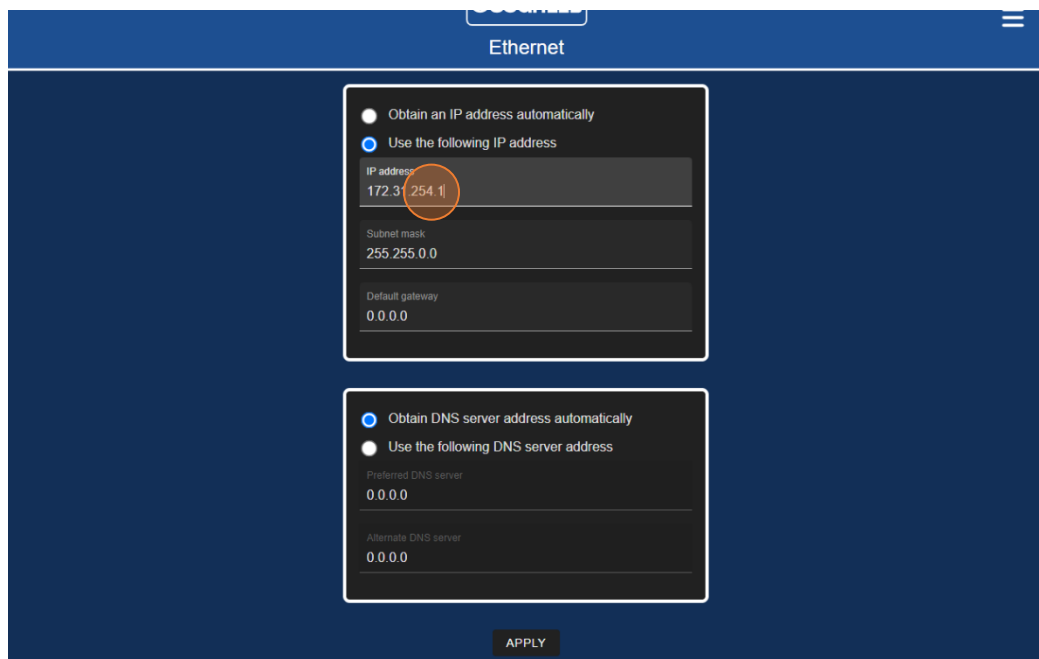 Ethernet
Obtain an IP address automatically
Use the following IP address
IP address
172.31.254.1
Subnet mask
255.255.0.0
Default gateway
0.0.0.0
Obtain DNS server address automatically
Use the following DNS server address
Preferred DNS server
0.0.0.0
Alternate DNS server
0.0.0.0
APPLY